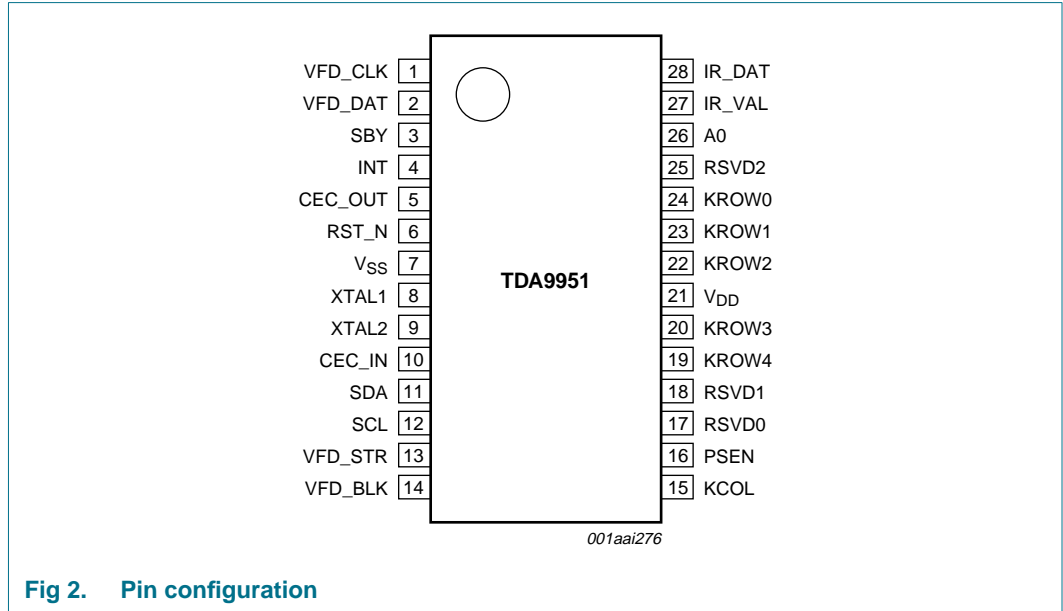 VFD_CLK 1 28 IR_DAT
VFD_DAT 2 27 IR_VAL
SBY 3 26 A0
INT 4 25 RSVD2
CEC_OUT 5 24 KROW0
RST_N 6 23 KROW1
VSS 7 22 KROW2
TDA9951
XTAL1 8 21 VDD
XTAL2 9 20 KROW3
CEC_IN 10 19 KROW4
SDA 11 18 RSVD1
SCL 12 17 RSVD0
VFD_STR 13 16 PSEN
VFD_BLK 14 15 KCOL
001aai276
Fig 2. Pin configuration